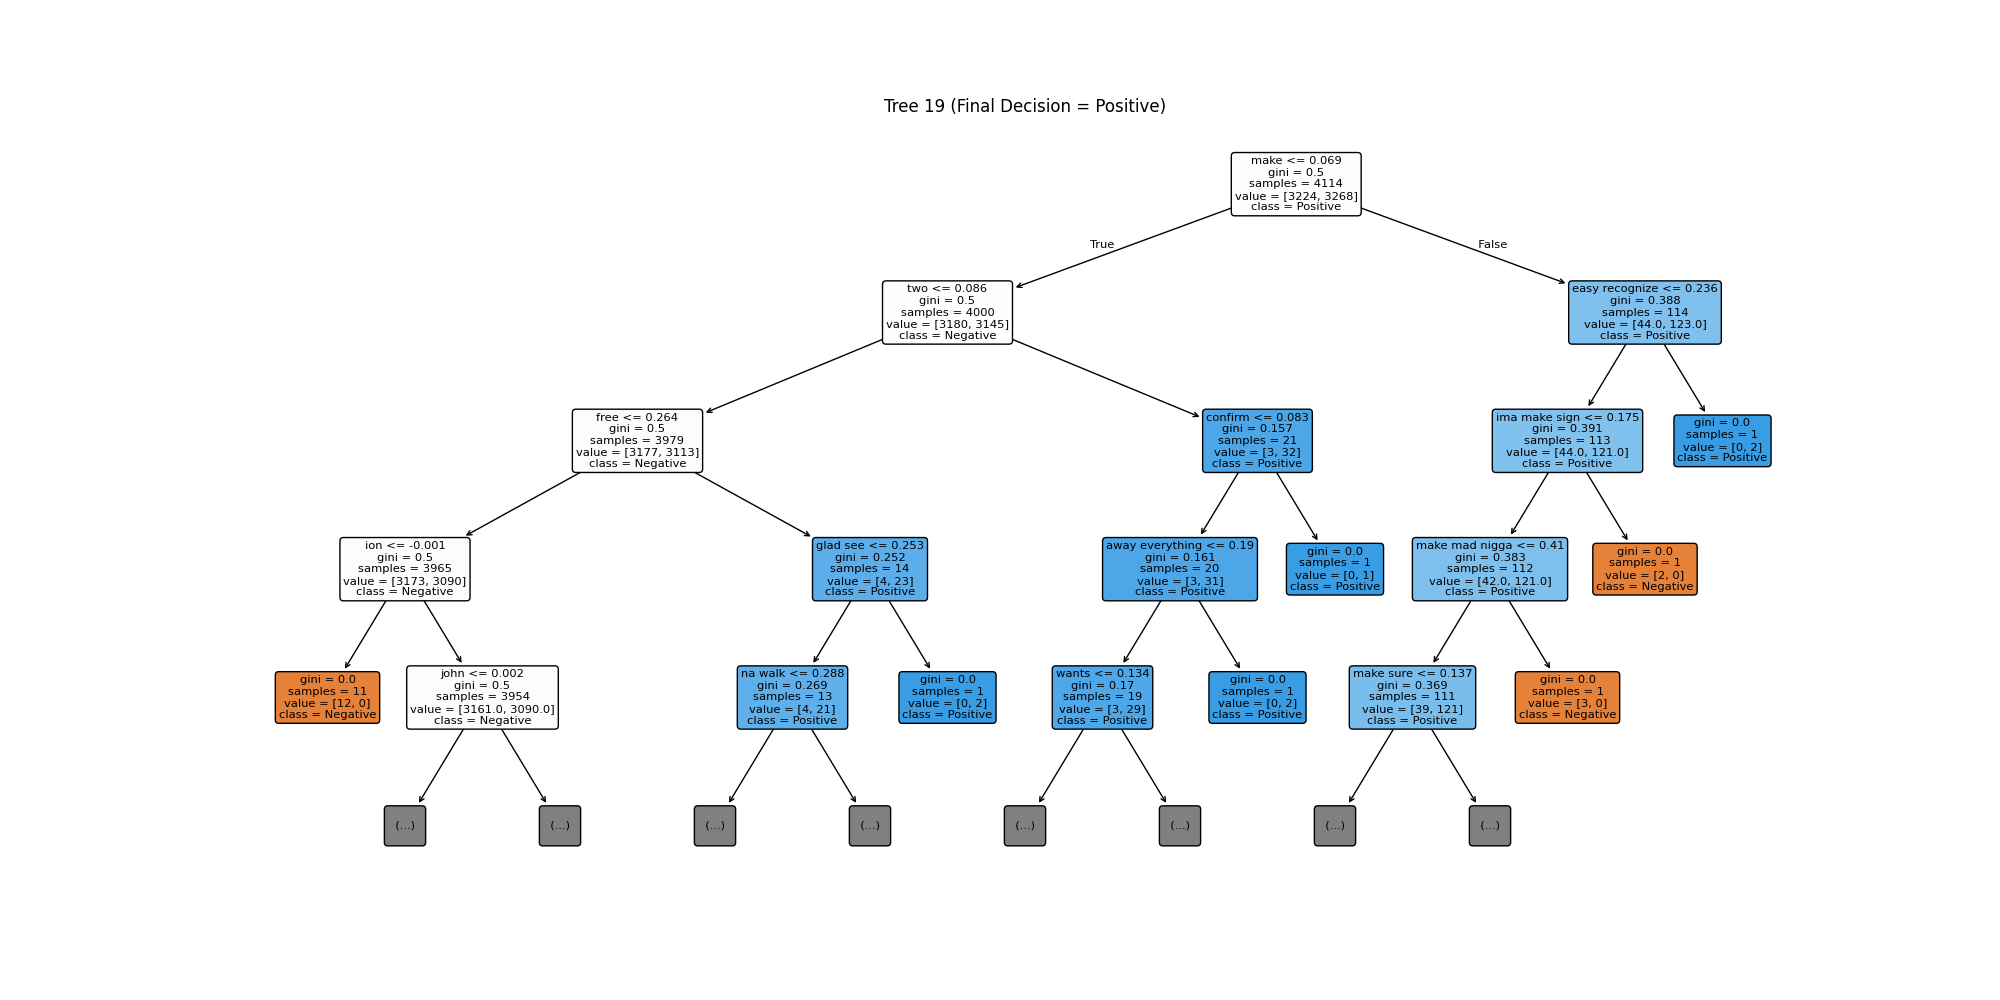 Tree 19 (Final Decision = Positive)
make <= 0.069
gini = 0.5
samples = 4114
value = [3224, 3268]
class = Positive
True
False
two <= 0.086
gini = 0.5
samples = 4000
value = [3180, 3145]
class = Negative
easy recognize <= 0.236
gini = 0.388
samples = 114
value = [44.0, 123.0]
class = Positive
free <= 0.264
gini = 0.5
samples = 3979
value = [3177, 3113]
class = Negative
confirm <= 0.083
gini = 0.157
samples = 21
value = [3, 32]
class = Positive
ima make sign <= 0.175
gini = 0.391
samples = 113
value = [44.0, 121.0]
class = Positive
gini = 0.0
samples = 1
value = [0, 2]
class = Positive
ion <= -0.001
gini = 0.5
samples = 3965
value = [3173, 3090]
class = Negative
glad see <= 0.253
gini = 0.252
samples = 14
value = [4, 23]
class = Positive
away everything <= 0.19
gini = 0.161
samples = 20
value = [3, 31]
class = Positive
gini = 0.0
samples = 1
value = [0, 1]
class = Positive
make mad nigga <= 0.41
gini = 0.383
samples = 112
value = [42.0, 121.0]
class = Positive
gini = 0.0
samples = 1
value = [2, 0]
class = Negative
gini = 0.0
samples = 11
value = [12, 0]
class = Negative
john <= 0.002
gini = 0.5
samples = 3954
value = [3161.0, 3090.0]
class = Negative
na walk <= 0.288
gini = 0.269
samples = 13
value = [4, 21]
class = Positive
gini = 0.0
samples = 1
value = [0, 2]
class = Positive
wants <= 0.134
gini = 0.17
samples = 19
value = [3, 29]
class = Positive
gini = 0.0
samples = 1
value = [0, 2]
class = Positive
make sure <= 0.137
gini = 0.369
samples = 111
value = [39, 121]
class = Positive
gini = 0.0
samples = 1
value = [3, 0]
class = Negative
(...)
(...)
(...)
(...)
(...)
(...)
(...)
(...)